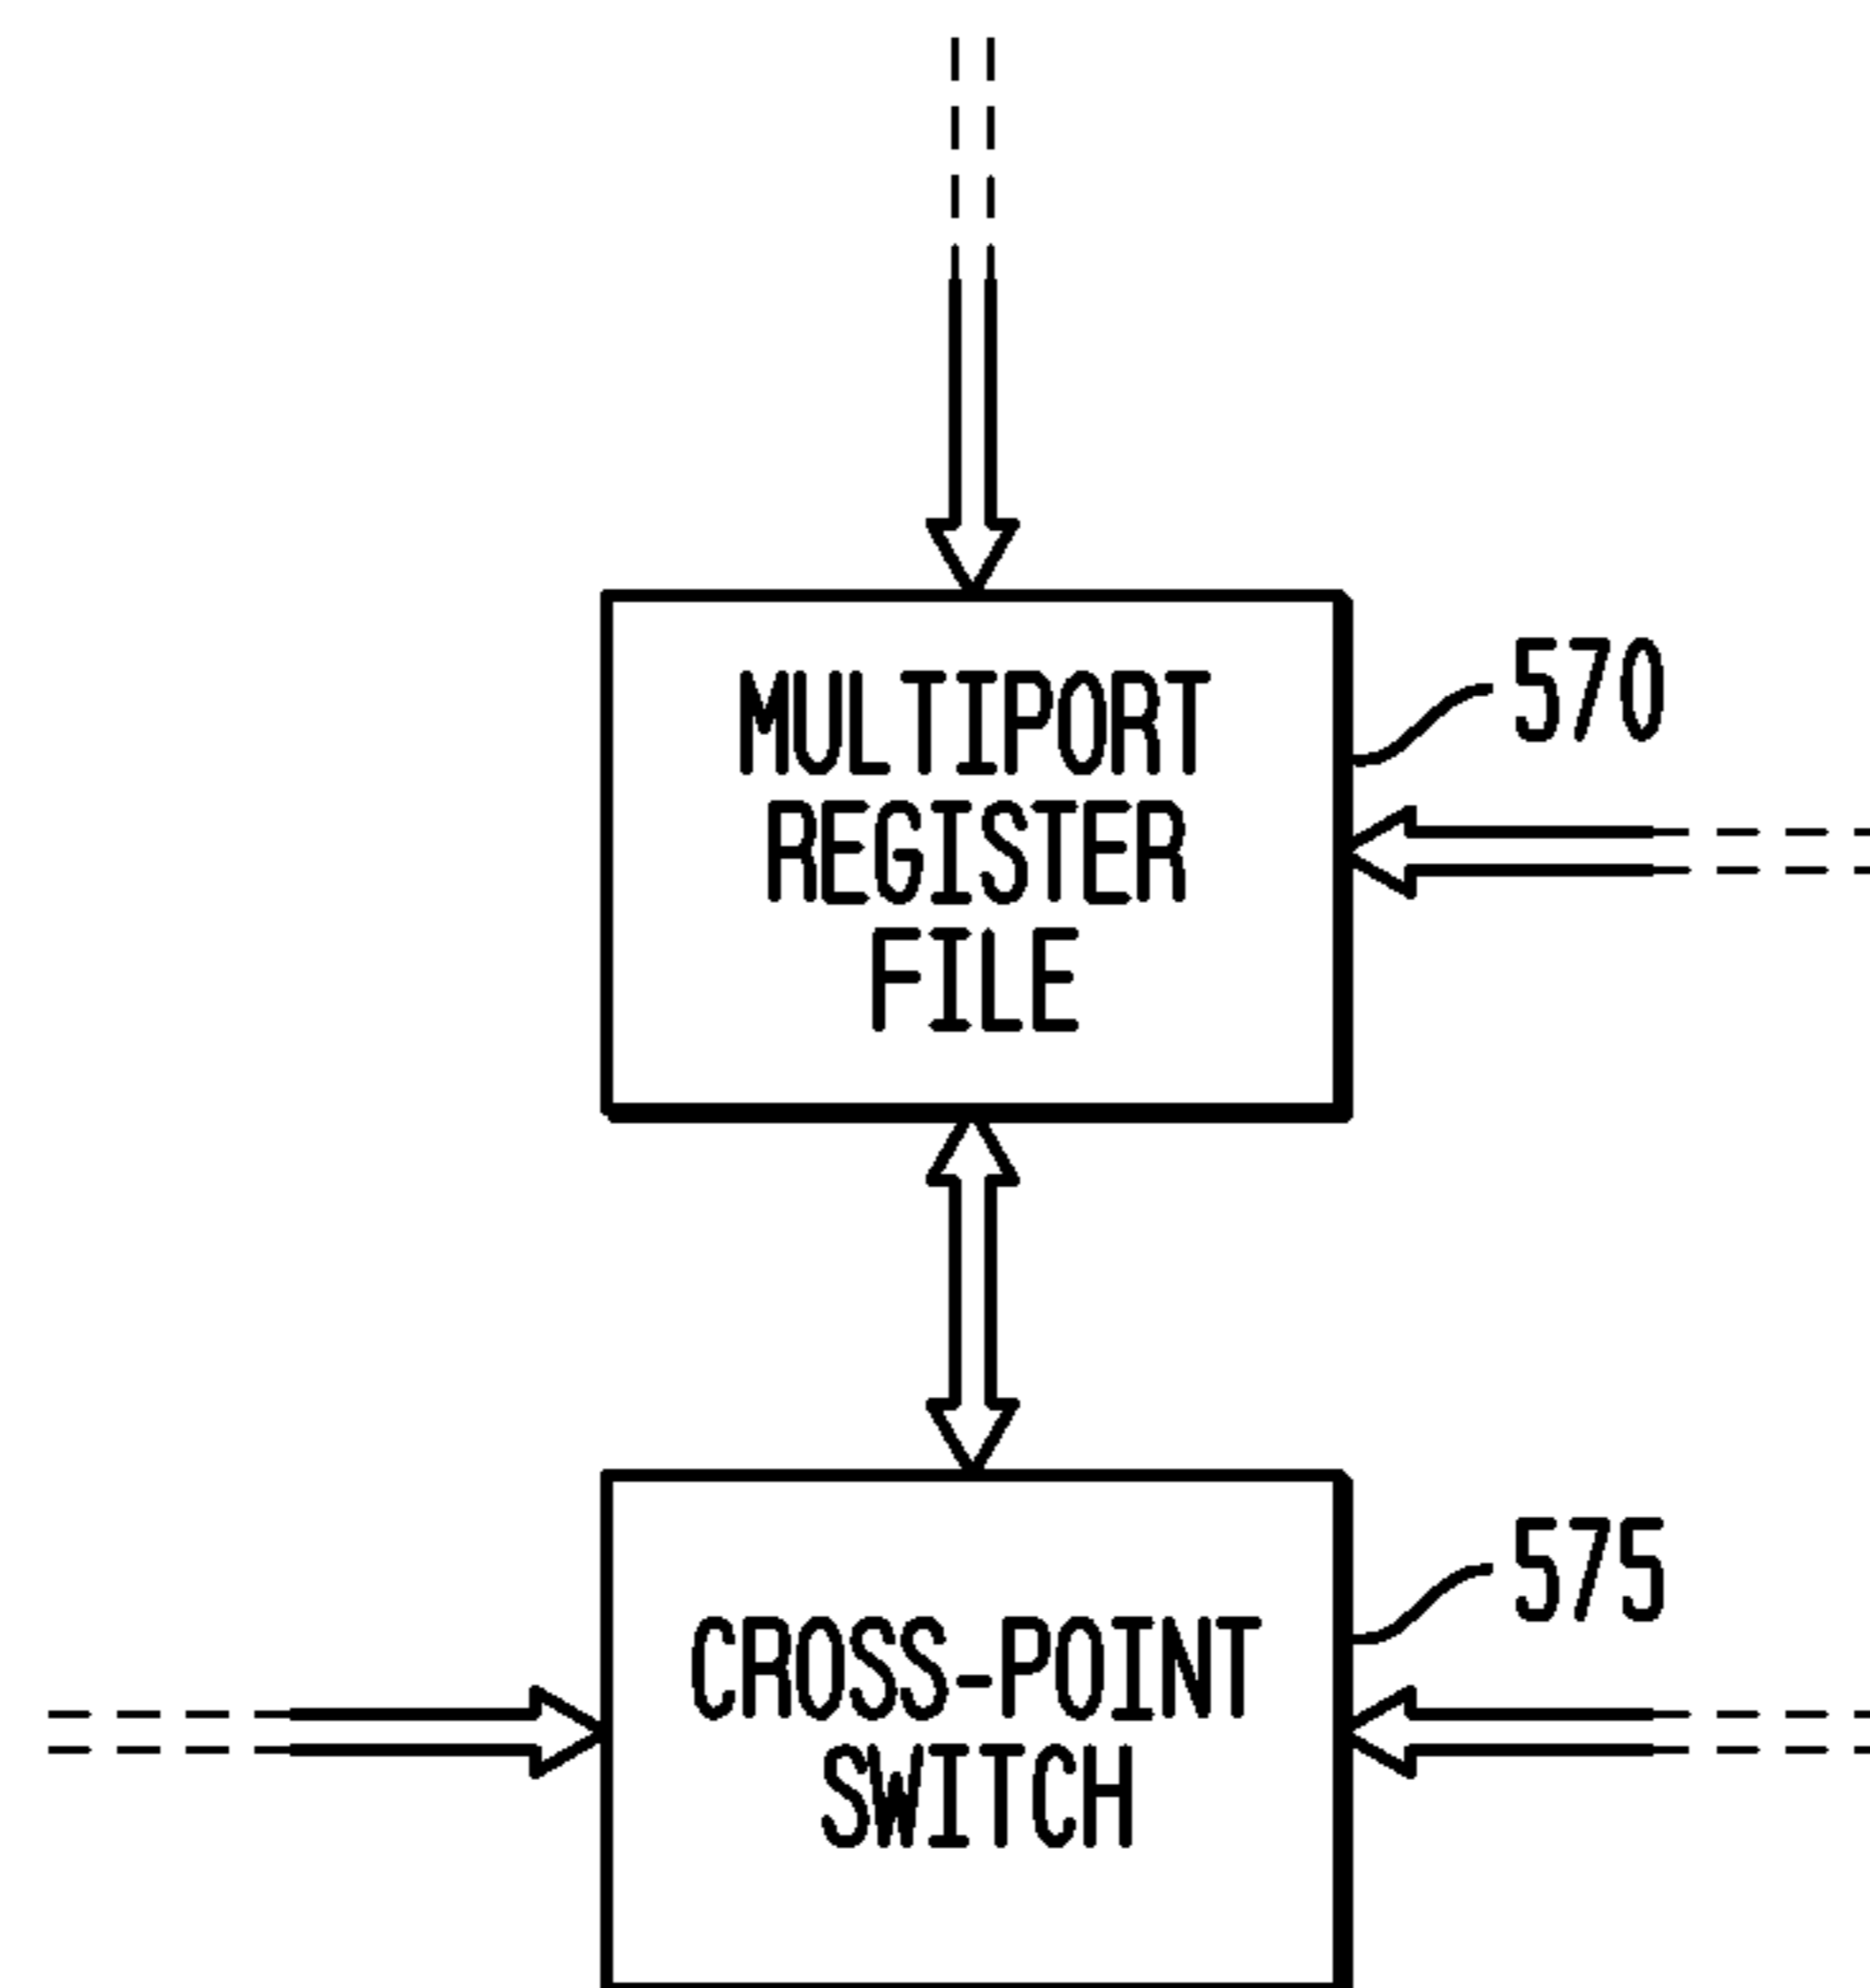 570
MULTIPORT
REGISTER
FILE
575
CROSS-POINT
SWITCH